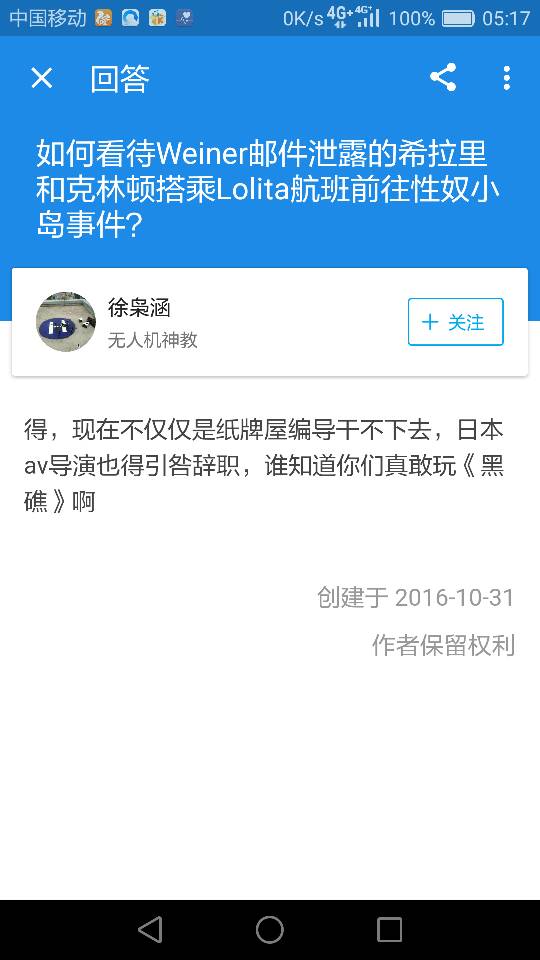 中国移动 0K/s 4G+ 4G+ 100% 05:17
回答
如何看待Weiner邮件泄露的希拉里
和克林顿搭乘Lolita航班前往性奴小
岛事件?
徐枭涵
无人机神教
+ 关注
得，现在不仅仅是纸牌屋编导干不下去，日本
av导演也得引咎辞职，谁知道你们真敢玩《黑
礁》啊
创建于 2016-10-31
作者保留权利